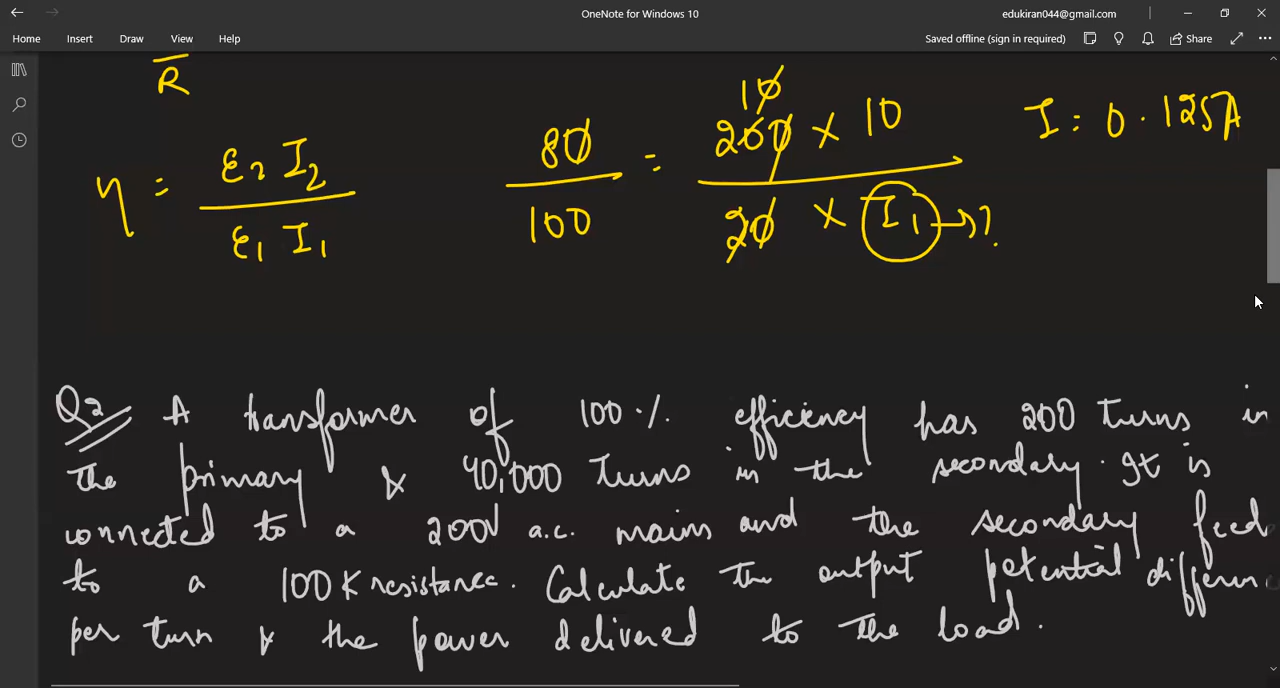 OneNote for Windows 10
edukiran044@gmail.com
Home Insert Draw View Help
Saved offline (sign in required)
Share
R
η = ε2 I2 / ε1 I1
80/100 = 200 × 10 / 20 × I1 → ?
10
I = 0.125A
Q2 A transformer of 100% efficiency has 200 turns in
the primary & 40,000 turns in the secondary. It is
connected to a 200V a.c. mains and the secondary feed
to a 100K resistance. Calculate the output potential differen
per turn & the power delivered to the load.